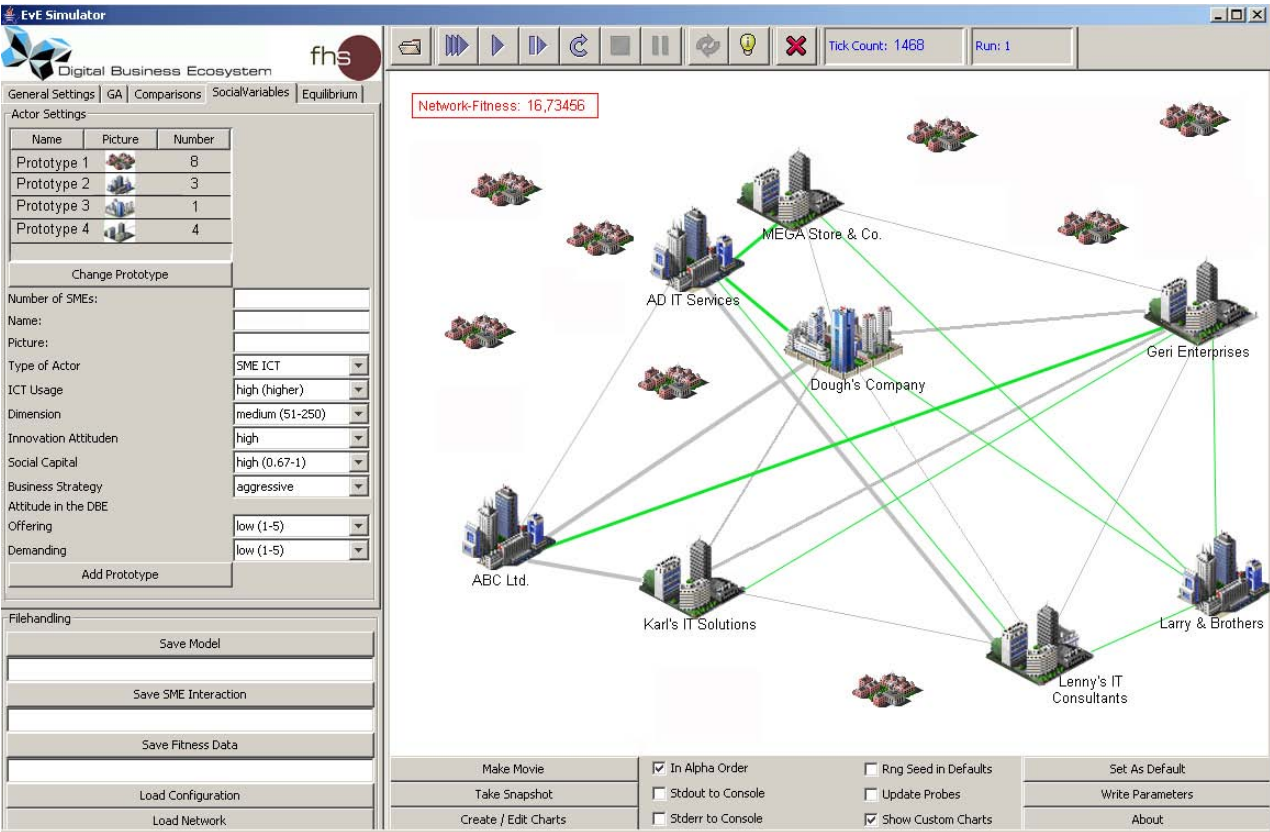 EvE Simulator
Digital Business Ecosystem
fhs
Tick Count: 1468
Run: 1
General Settings GA Comparisons SocialVariables Equilibrium
Actor Settings
Name Picture Number
Prototype 1 8
Prototype 2 3
Prototype 3 1
Prototype 4 4
Change Prototype
Number of SMEs:
Name:
Picture:
Type of Actor SME ICT
ICT Usage high (higher)
Dimension medium (51-250)
Innovation Attituden high
Social Capital high (0.67-1)
Business Strategy aggressive
Attitude in the DBE
Offering low (1-5)
Demanding low (1-5)
Add Prototype
Filehandling
Save Model
Save SME Interaction
Save Fitness Data
Load Configuration
Load Network
Network-Fitness: 16,73456
MEGA Store & Co.
AD IT Services
Geri Enterprises
Dough's Company
ABC Ltd.
Karl's IT Solutions
Larry & Brothers
Lenny's IT
Consultants
Make Movie In Alpha Order Rng Seed in Defaults Set As Default
Take Snapshot Stdout to Console Update Probes Write Parameters
Create / Edit Charts Stderr to Console Show Custom Charts About